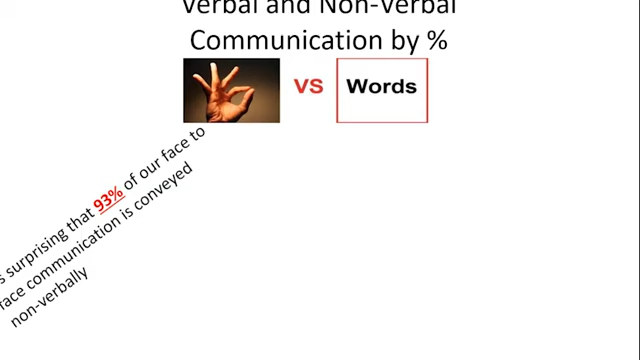 Verbal and Non-Verbal
Communication by %
VS Words
s surprising that 93% of our face to
face communication is conveyed
non-verbally